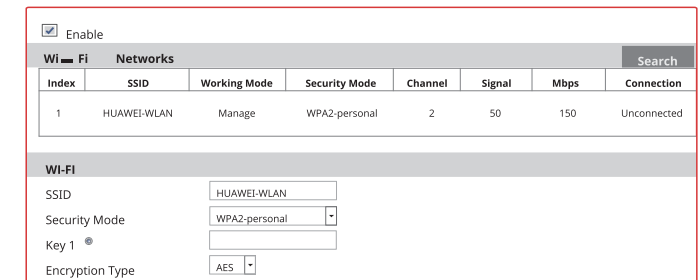 Enable
Wi – Fi Networks Search
Index SSID Working Mode Security Mode Channel Signal Mbps Connection
1 HUAWEI-WLAN Manage WPA2-personal 2 50 150 Unconnected
WI-FI
SSID HUAWEI-WLAN
Security Mode WPA2-personal
Key 1
Encryption Type AES